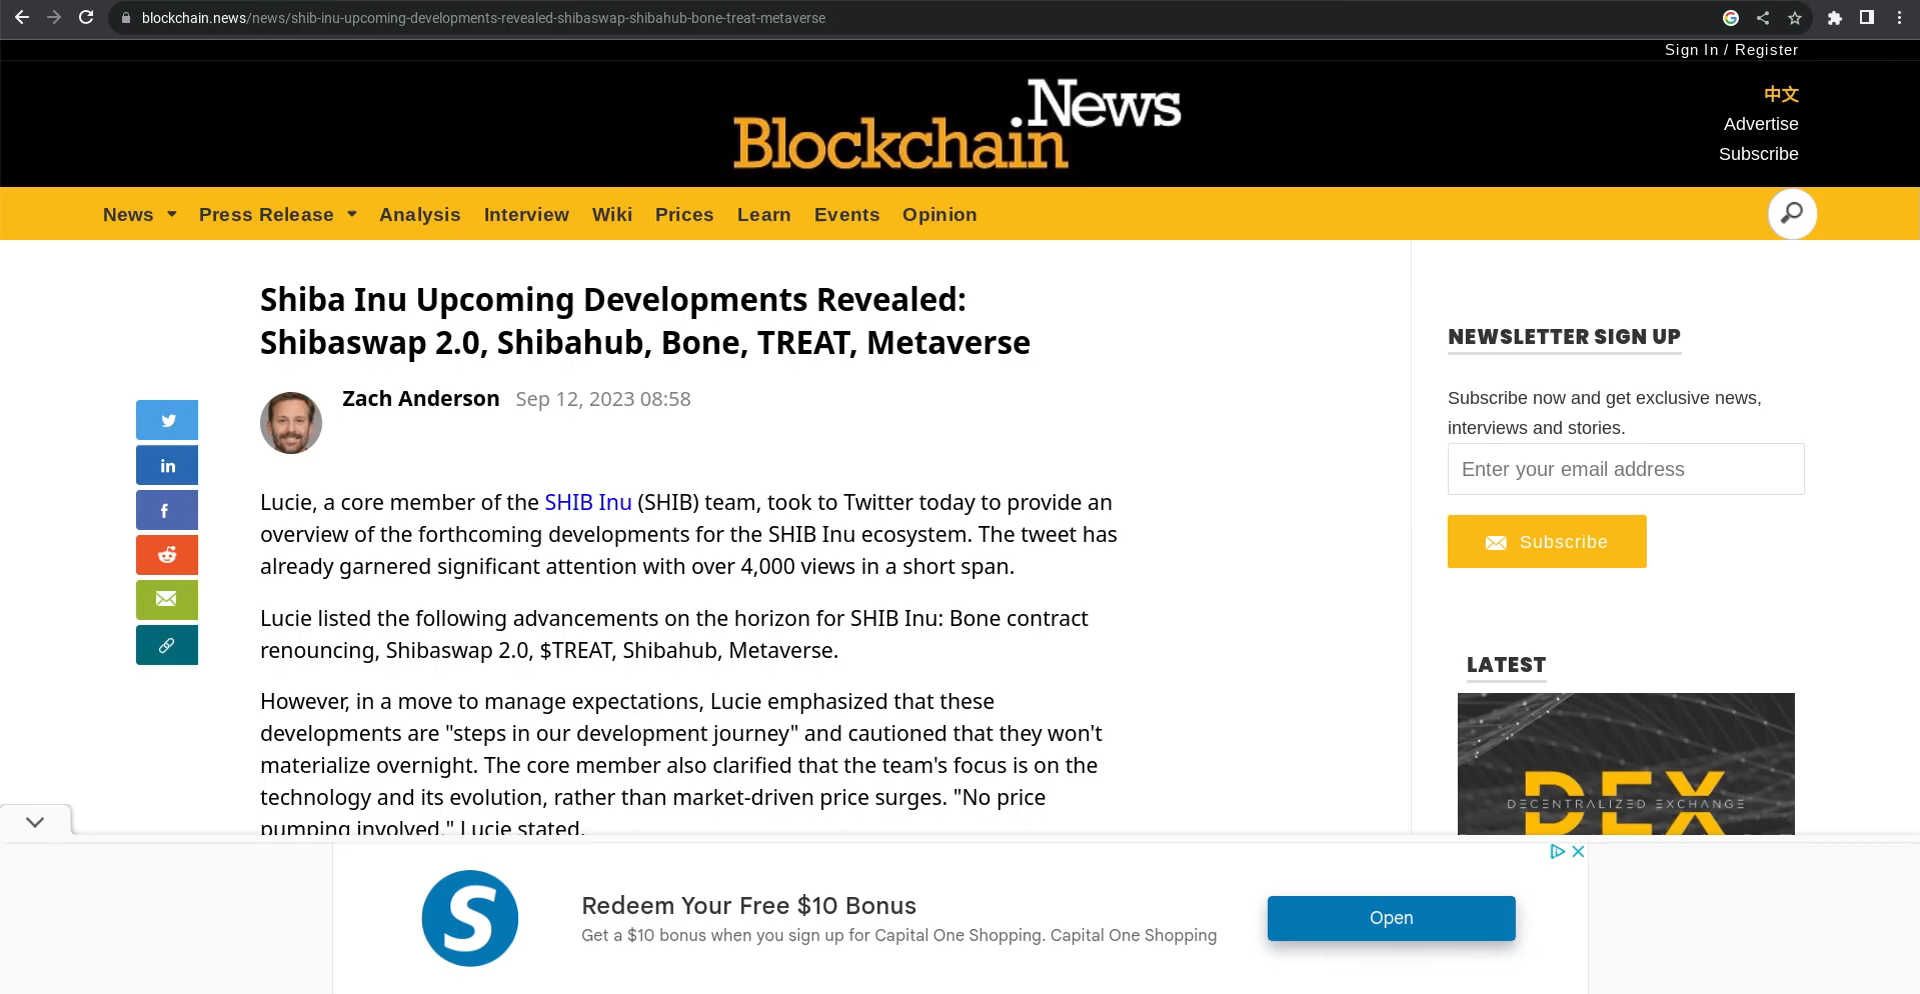 blockchain.news/news/shib-inu-upcoming-developments-revealed-shibaswap-shibahub-bone-treat-metaverse
Sign In / Register
Blockchain.News
中文
Advertise
Subscribe
News Press Release Analysis Interview Wiki Prices Learn Events Opinion
Shiba Inu Upcoming Developments Revealed:
Shibaswap 2.0, Shibahub, Bone, TREAT, Metaverse
Zach Anderson Sep 12, 2023 08:58
Lucie, a core member of the SHIB Inu (SHIB) team, took to Twitter today to provide an
overview of the forthcoming developments for the SHIB Inu ecosystem. The tweet has
already garnered significant attention with over 4,000 views in a short span.
Lucie listed the following advancements on the horizon for SHIB Inu: Bone contract
renouncing, Shibaswap 2.0, $TREAT, Shibahub, Metaverse.
However, in a move to manage expectations, Lucie emphasized that these
developments are "steps in our development journey" and cautioned that they won't
materialize overnight. The core member also clarified that the team's focus is on the
technology and its evolution, rather than market-driven price surges. "No price
pumping involved," Lucie stated.
NEWSLETTER SIGN UP
Subscribe now and get exclusive news,
interviews and stories.
Enter your email address
Subscribe
LATEST
DEX
DECENTRALIZED EXCHANGE
S
Redeem Your Free $10 Bonus
Get a $10 bonus when you sign up for Capital One Shopping. Capital One Shopping
Open